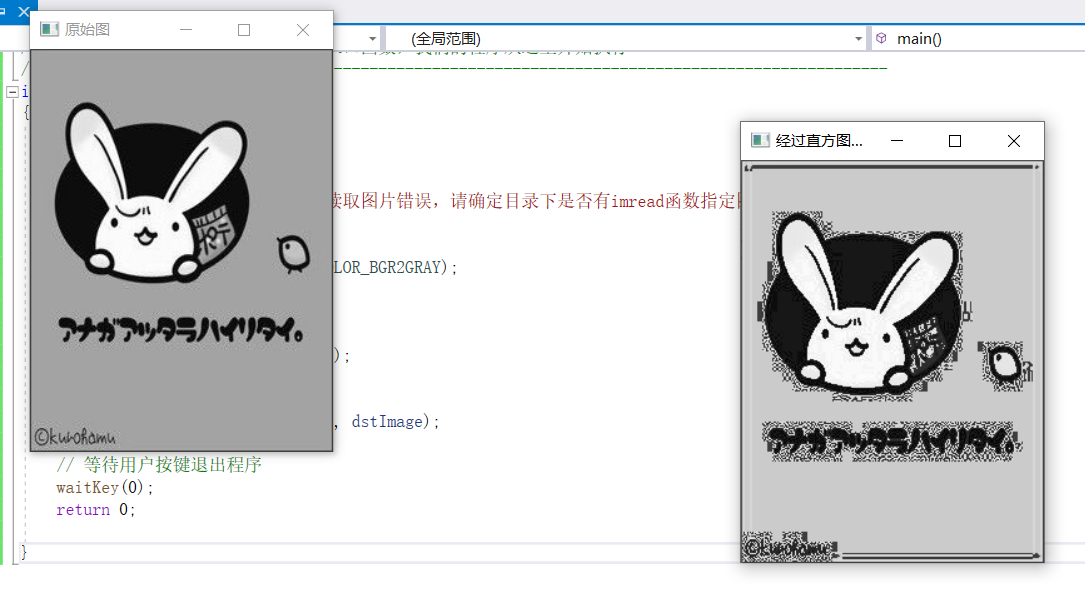 原始图
(全局范围)
main()
i
{
读取图片错误，请确定目录下是否有imread函数指定
LOR_BGR2GRAY);
);
, dstImage);
// 等待用户按键退出程序
waitKey(0);
return 0;
}
アナガアッタラハイリタイ。
©kurohamu
经过直方图...
アナガアッタラハイリタイ。
©kurohamu